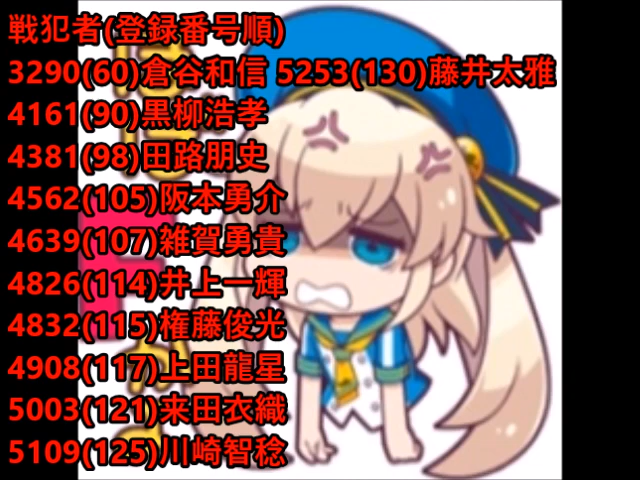 戦犯者(登録番号順)
3290(60)倉谷和信 5253(130)藤井太雅
4161(90)黒柳浩孝
4381(98)田路朋史
4562(105)阪本勇介
4639(107)雑賀勇貴
4826(114)井上一輝
4832(115)権藤俊光
4908(117)上田龍星
5003(121)来田衣織
5109(125)川崎智稔